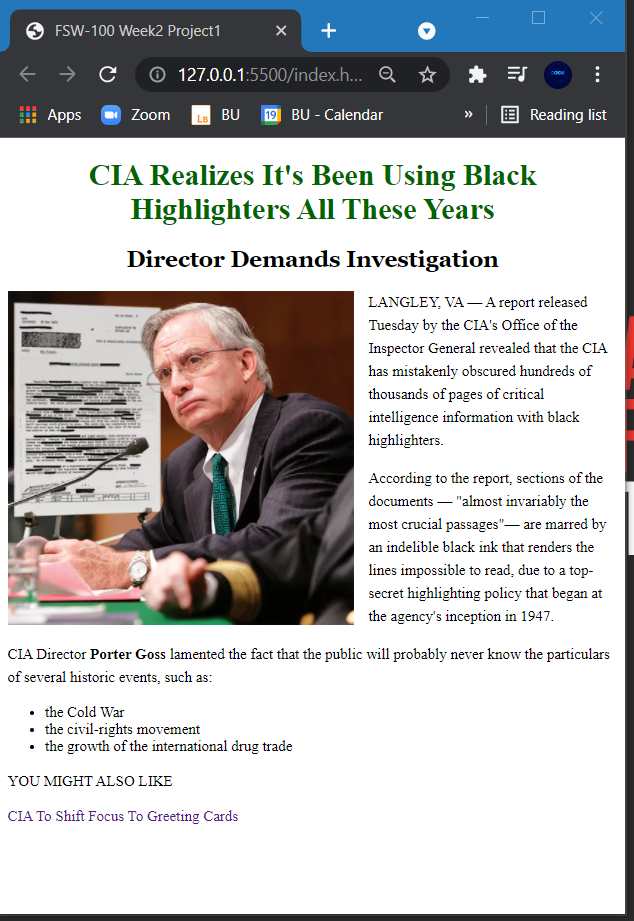 FSW-100 Week2 Project1
127.0.0.1:5500/index.h...
Apps
Zoom
LB
BU
19
BU - Calendar
»
Reading list
CIA Realizes It's Been Using Black
Highlighters All These Years
Director Demands Investigation
LANGLEY, VA — A report released
Tuesday by the CIA's Office of the
Inspector General revealed that the CIA
has mistakenly obscured hundreds of
thousands of pages of critical
intelligence information with black
highlighters.
According to the report, sections of the
documents — "almost invariably the
most crucial passages"— are marred by
an indelible black ink that renders the
lines impossible to read, due to a top-
secret highlighting policy that began at
the agency's inception in 1947.
CIA Director Porter Goss lamented the fact that the public will probably never know the particulars
of several historic events, such as:
• the Cold War
• the civil-rights movement
• the growth of the international drug trade
YOU MIGHT ALSO LIKE
CIA To Shift Focus To Greeting Cards